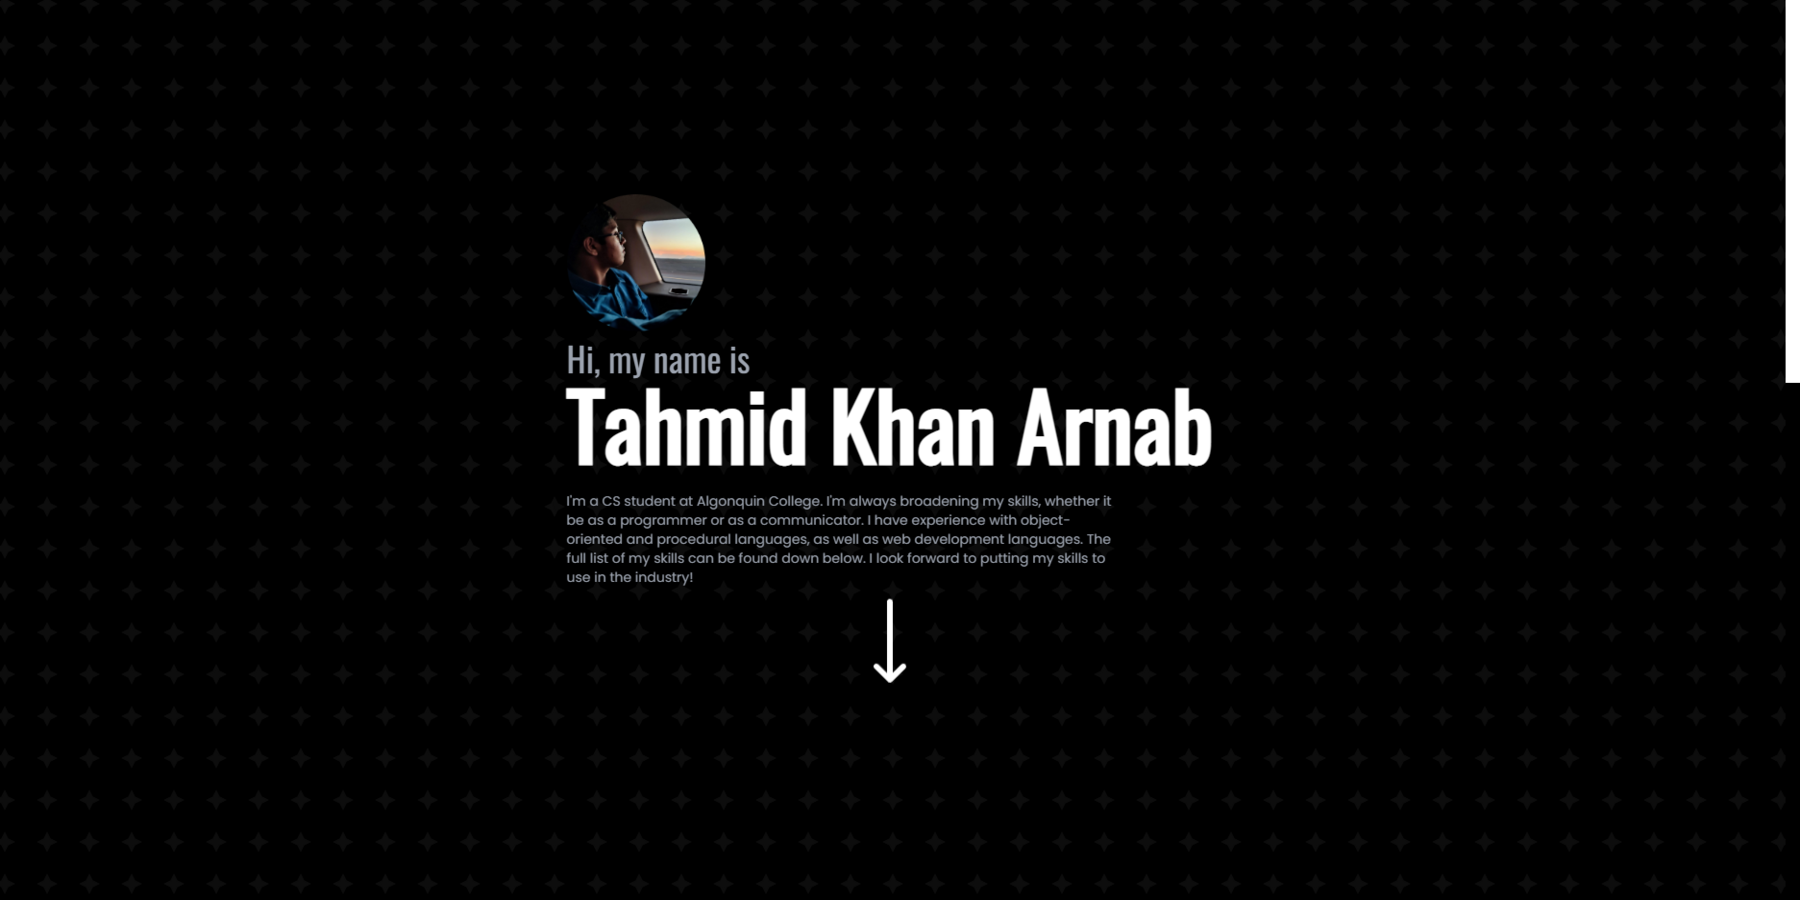 Hi, my name is
Tahmid Khan Arnab
I'm a CS student at Algonquin College. I'm always broadening my skills, whether it
be as a programmer or as a communicator. I have experience with object-
oriented and procedural languages, as well as web development languages. The
full list of my skills can be found down below. I look forward to putting my skills to
use in the industry!